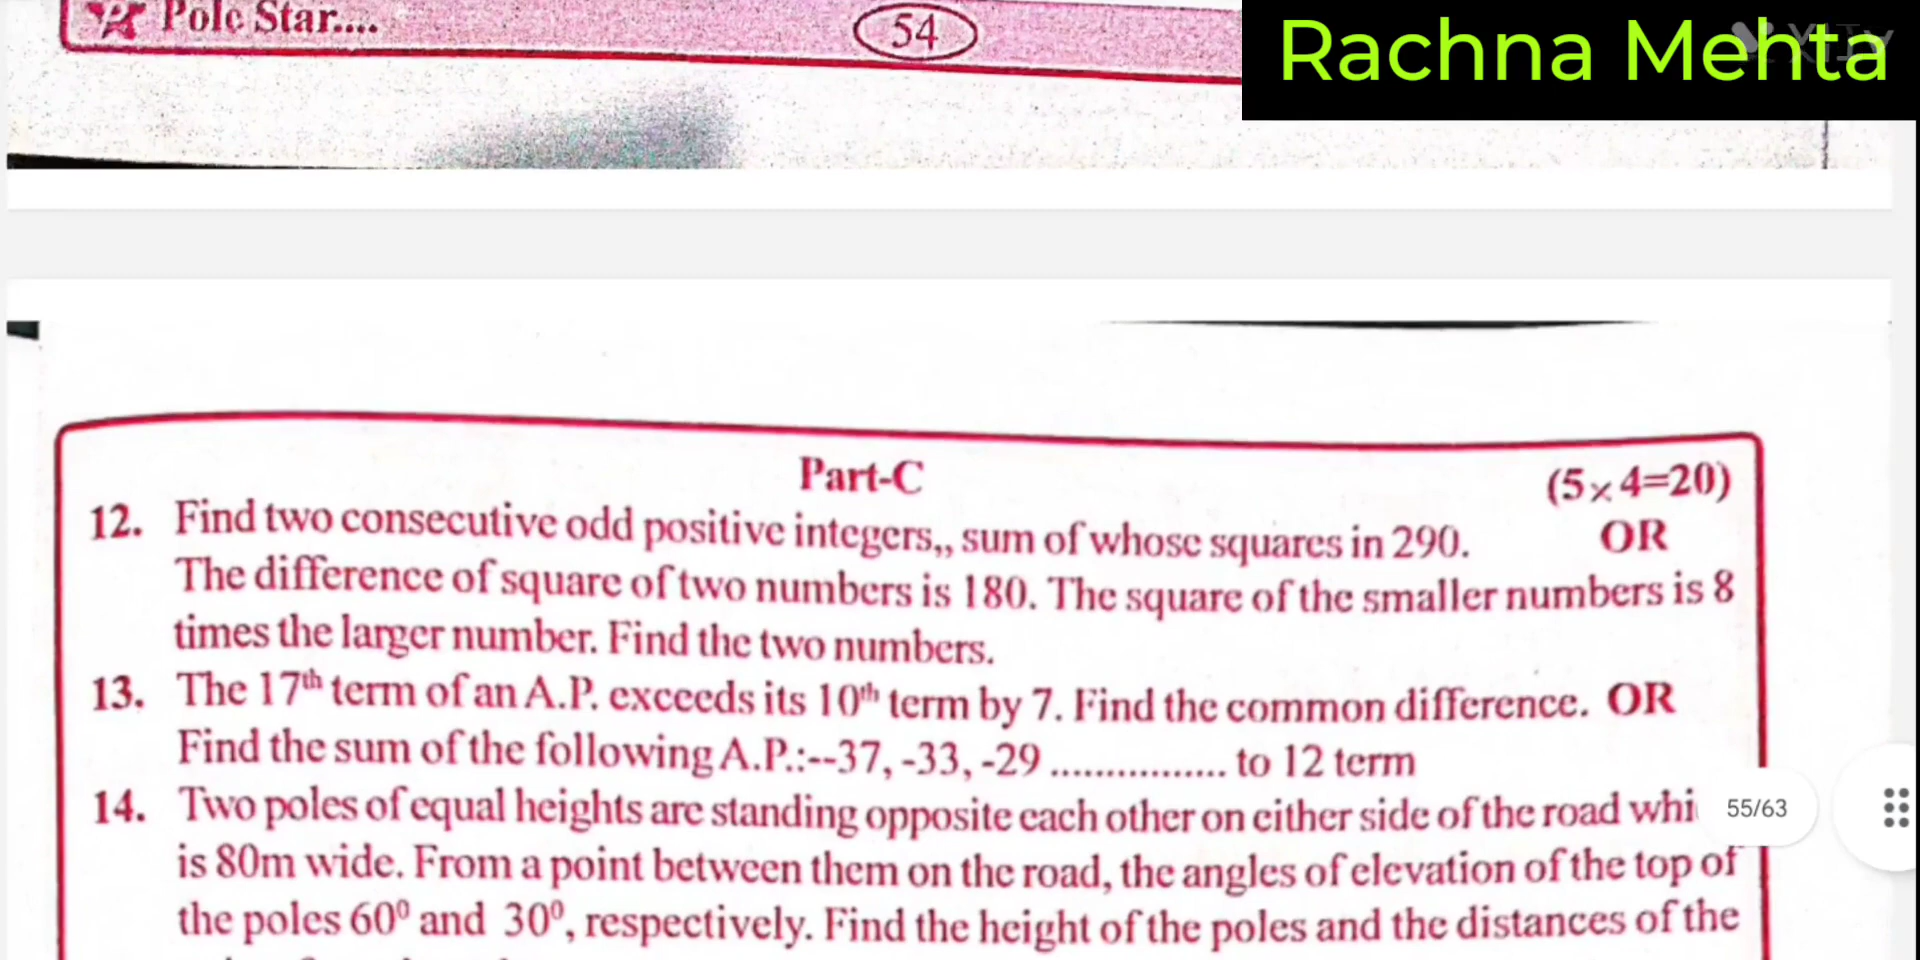 Pole Star....
54
Rachna Mehta
Part-C
(5×4=20)
12. Find two consecutive odd positive integers,, sum of whose squares in 290. OR
The difference of square of two numbers is 180. The square of the smaller numbers is 8
times the larger number. Find the two numbers.
13. The 17th term of an A.P. exceeds its 10th term by 7. Find the common difference. OR
Find the sum of the following A.P.:--37, -33, -29 ................ to 12 term
14. Two poles of equal heights are standing opposite each other on either side of the road whi
55/63
is 80m wide. From a point between them on the road, the angles of elevation of the top of
the poles 60⁰ and 30⁰, respectively. Find the height of the poles and the distances of the